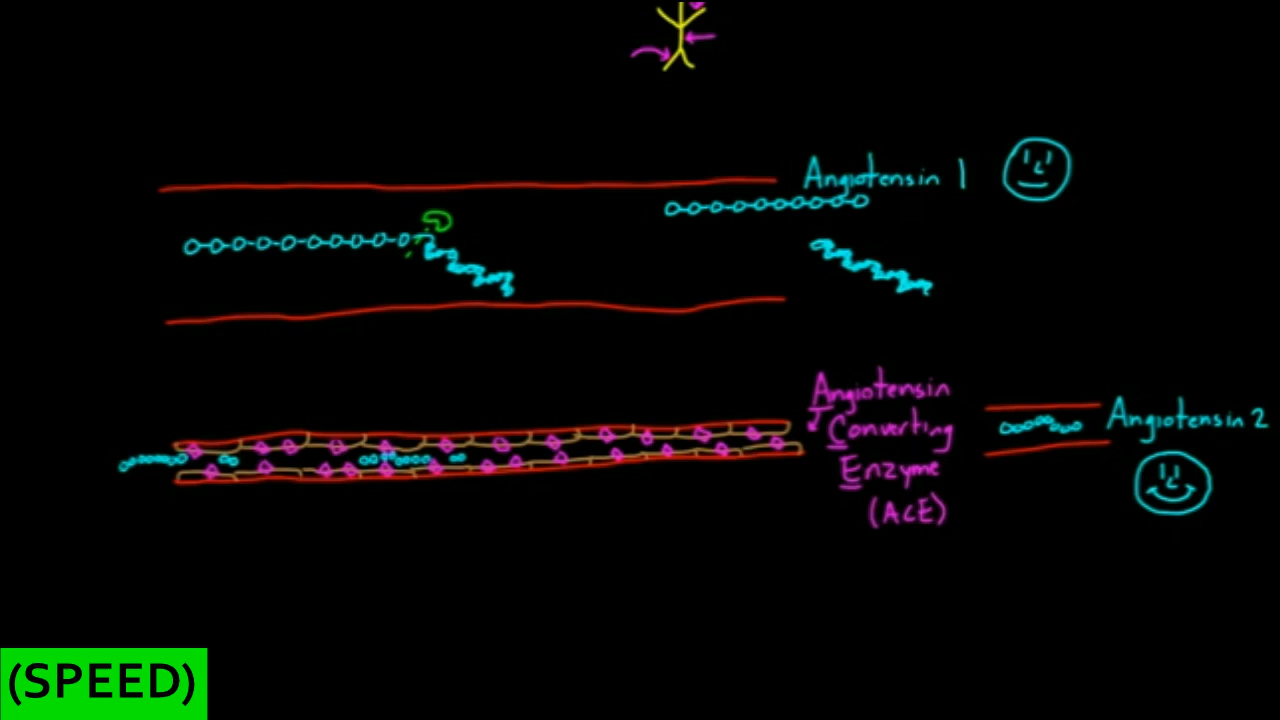 Angiotensin 1
Angiotensin
Converting
Enzyme
(ACE)
Angiotensin 2
(SPEED)